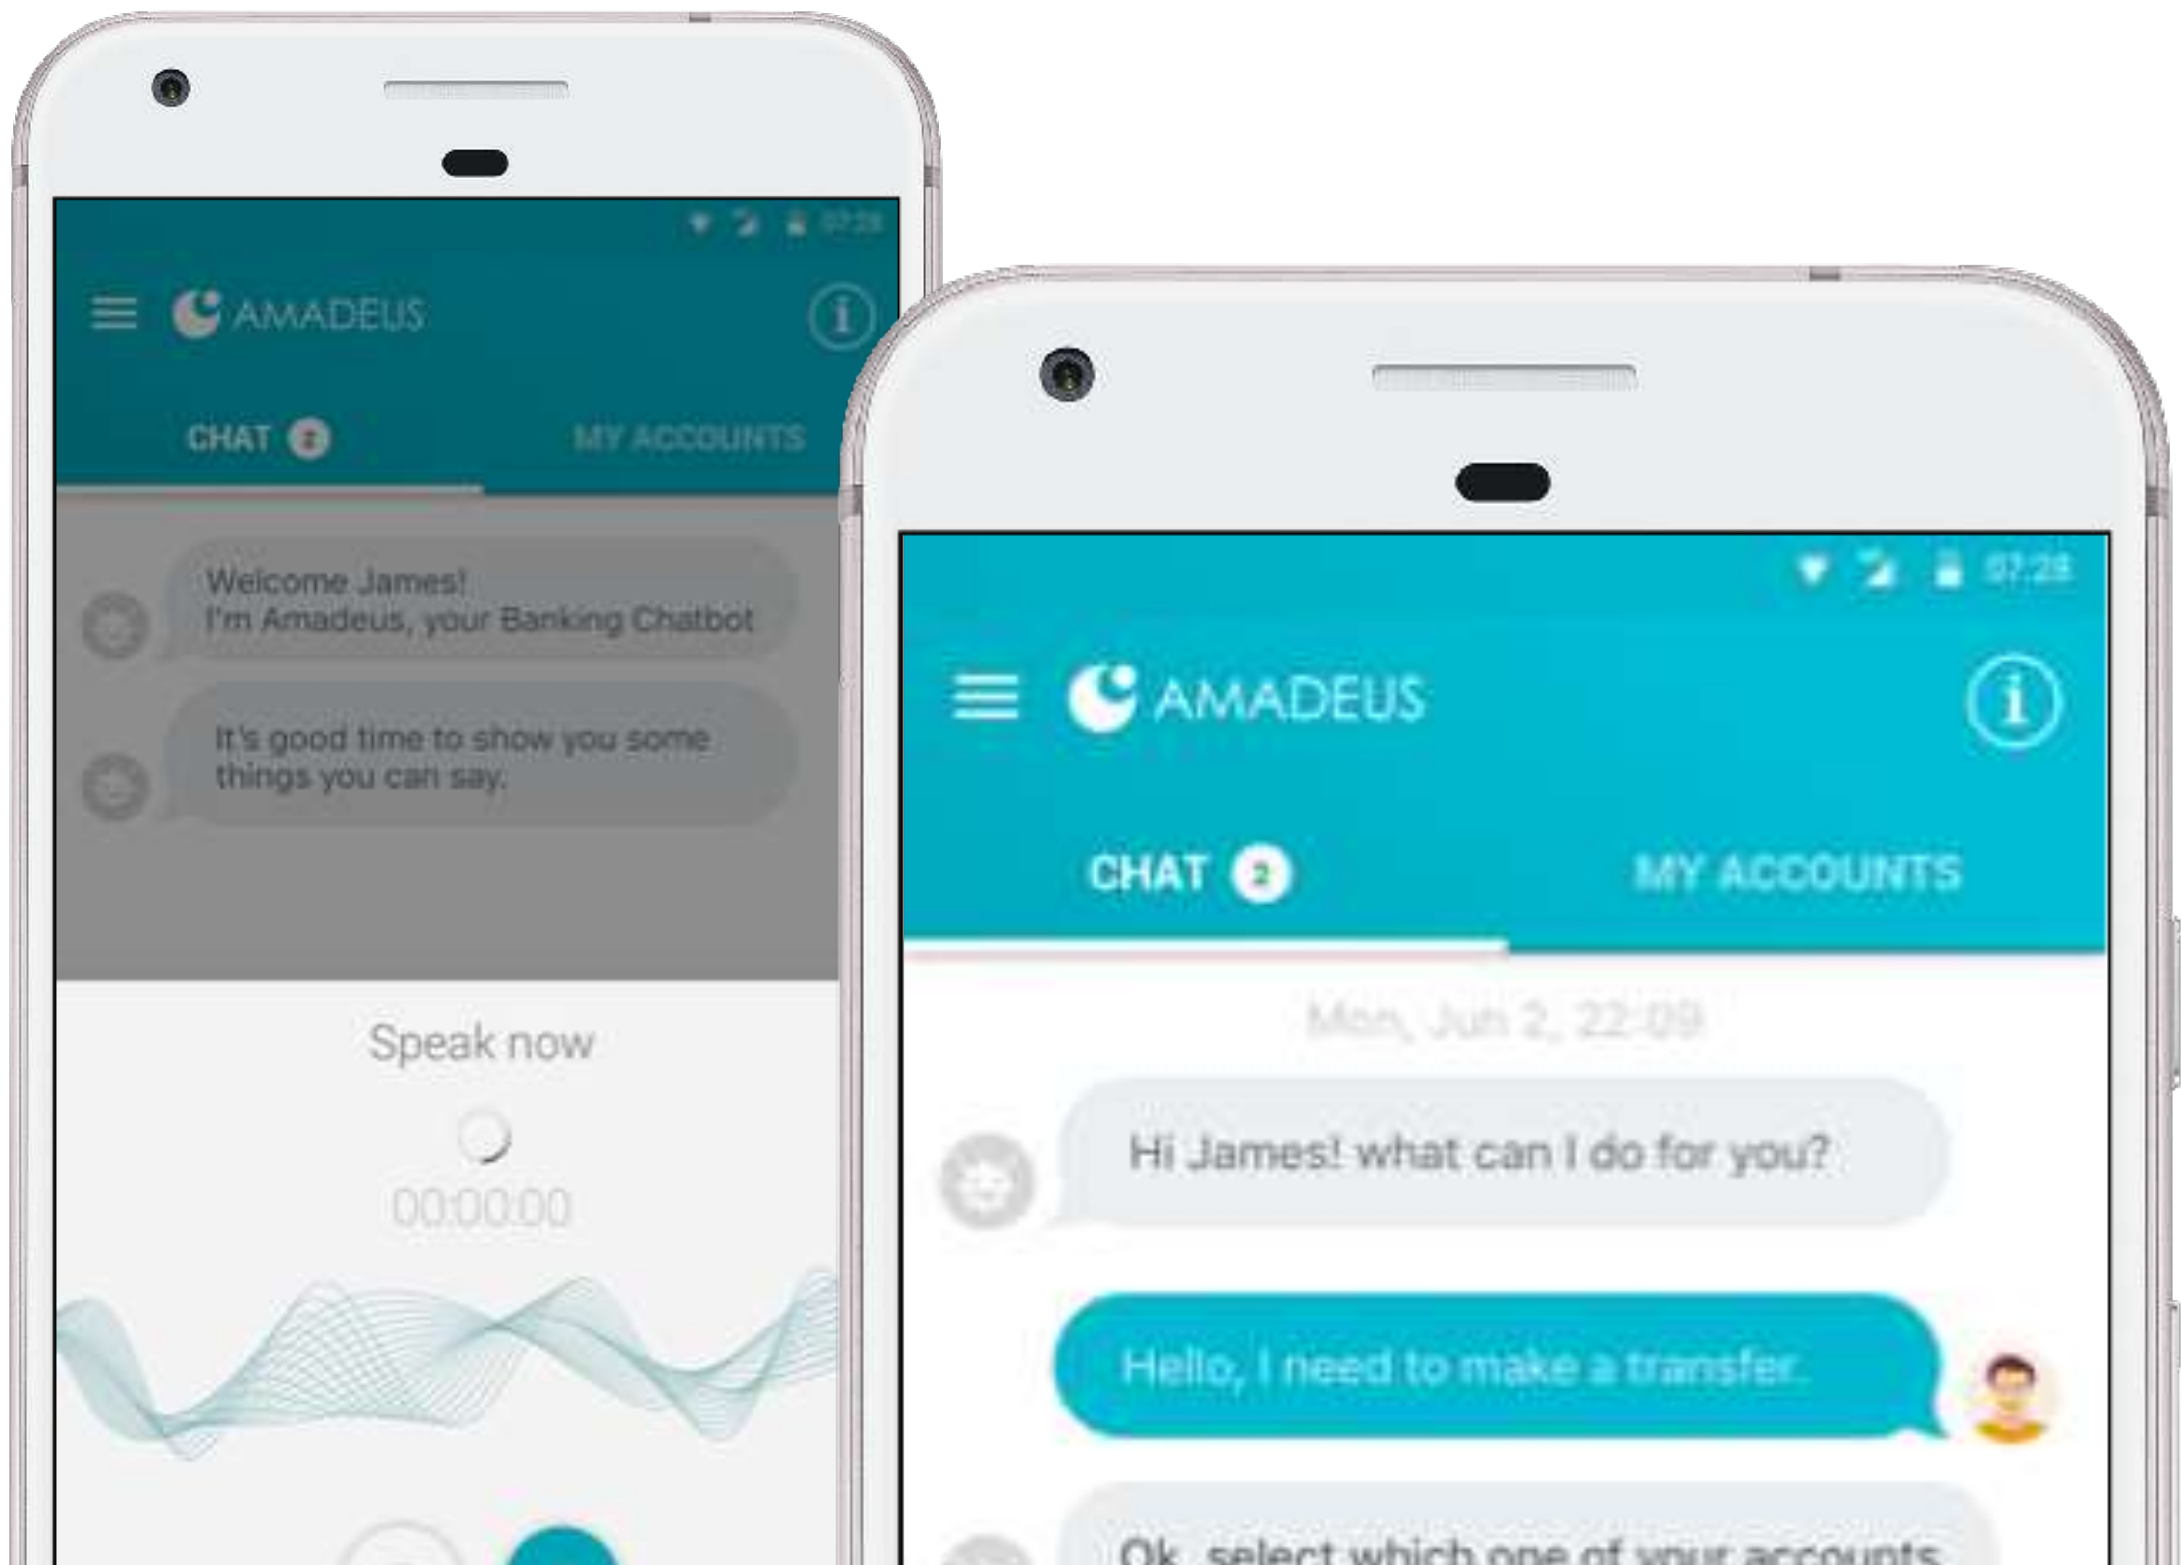 07:28
AMADEUS
i
CHAT 2
MY ACCOUNTS
Welcome James!
I'm Amadeus, your Banking Chatbot
It's good time to show you some
things you can say.
Speak now
00:00:00
07:28
AMADEUS
i
CHAT 2
MY ACCOUNTS
Mon, Jun 2, 22:09
Hi James! what can I do for you?
Hello, I need to make a transfer.
Ok, select which one of your accounts